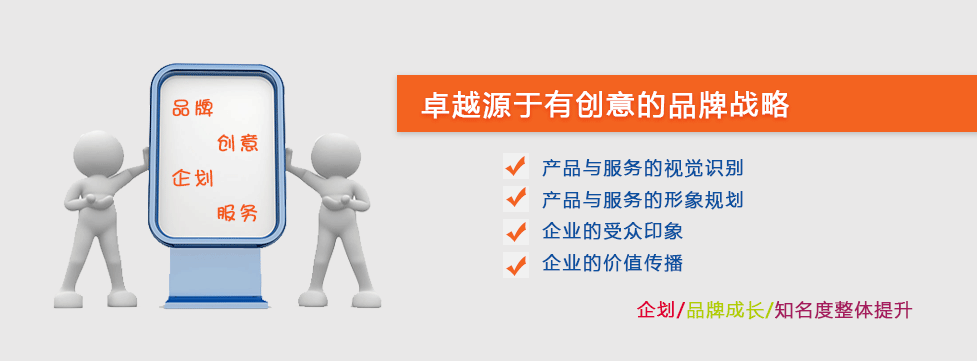 品牌
创意
企划
服务
卓越源于有创意的品牌战略
产品与服务的视觉识别
产品与服务的形象规划
企业的受众印象
企业的价值传播
企划/品牌成长/知名度整体提升